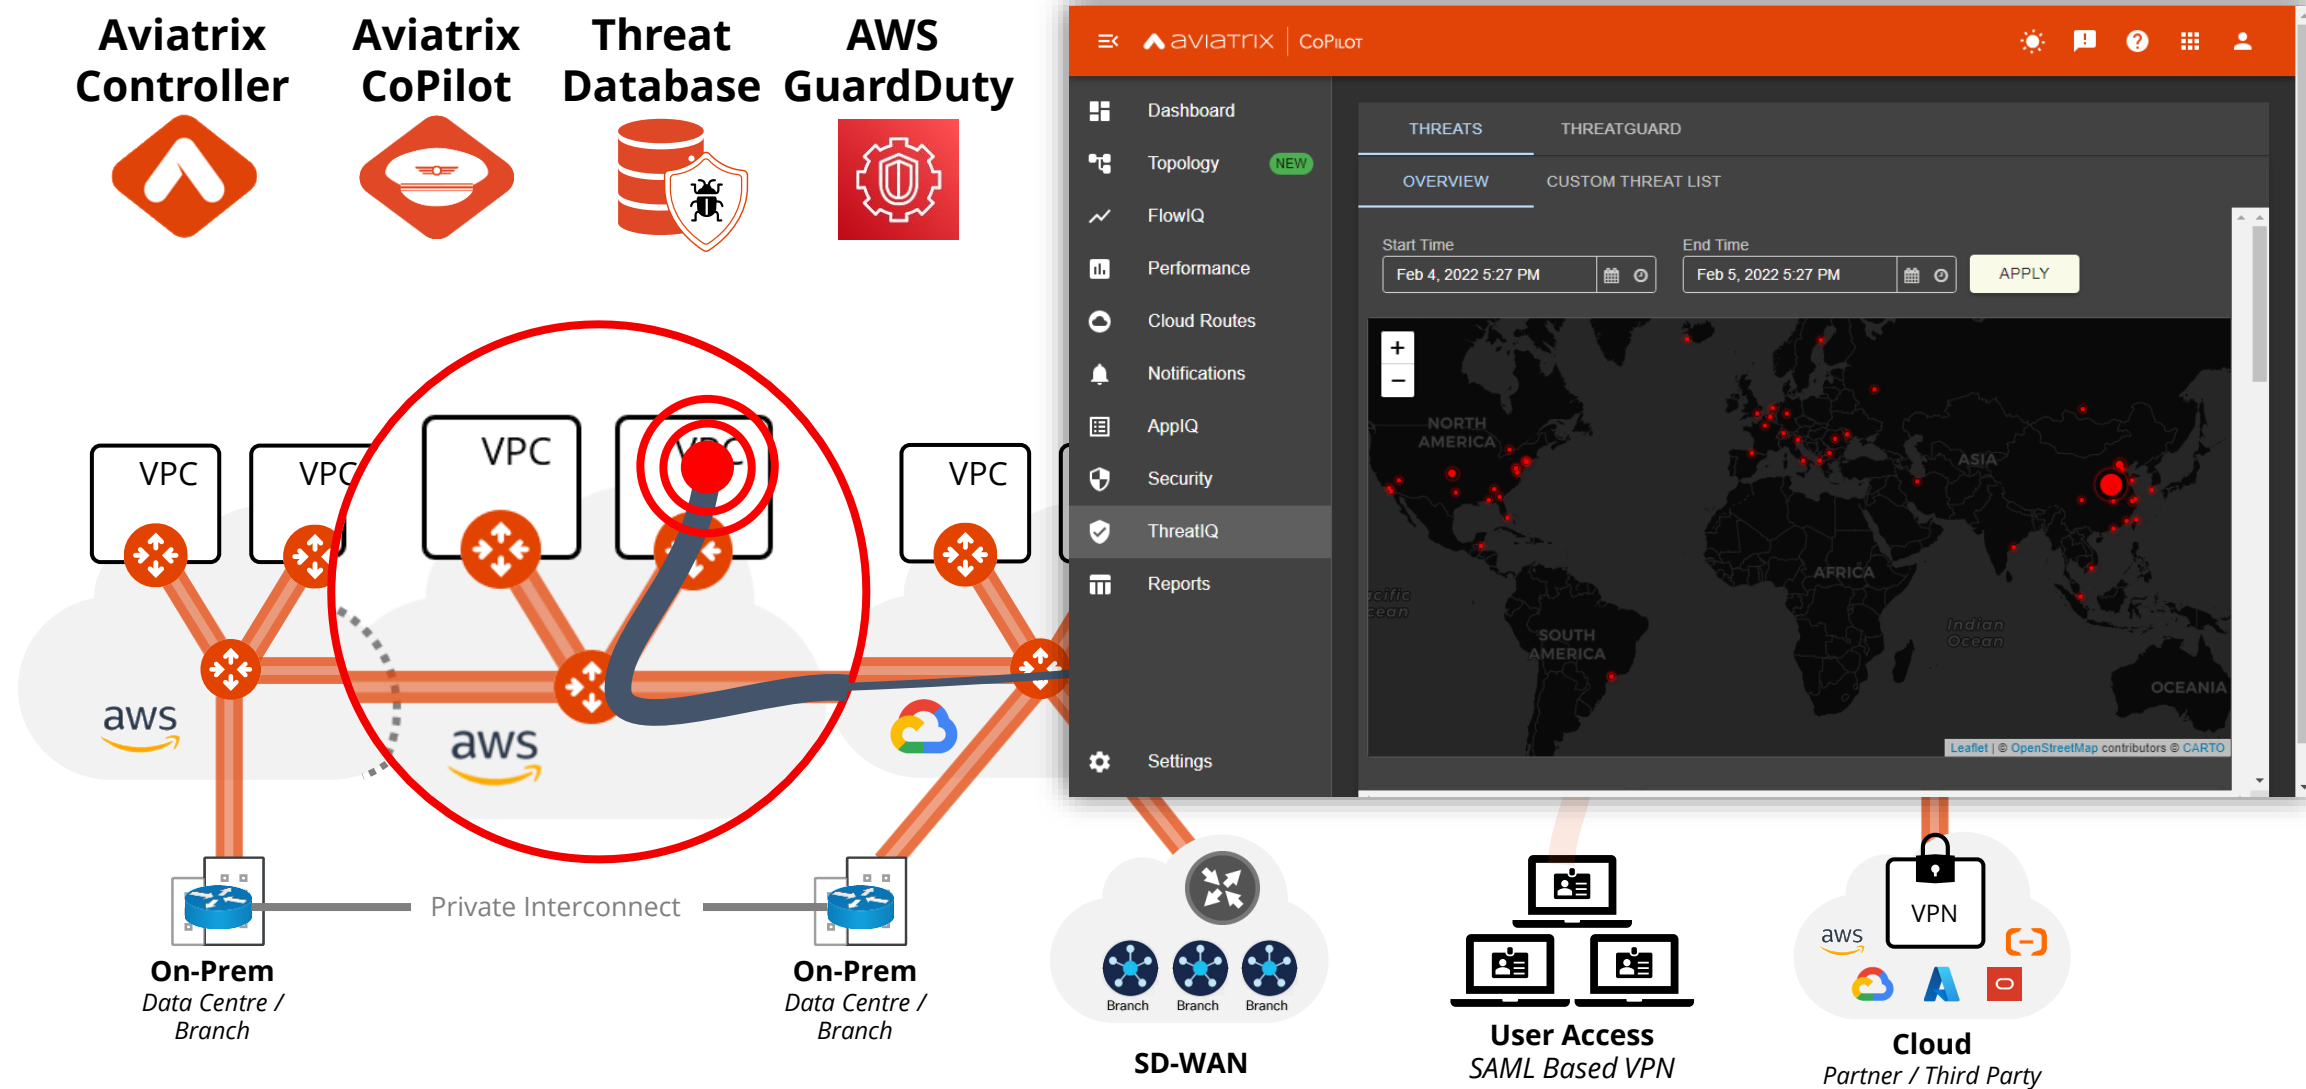 Aviatrix
Controller
Aviatrix
CoPilot
Threat
Database
AWS
GuardDuty
aviatrix CoPilot
Dashboard
Topology NEW
FlowIQ
Performance
Cloud Routes
Notifications
AppIQ
Security
ThreatIQ
Reports
Settings
THREATS THREATGUARD
OVERVIEW CUSTOM THREAT LIST
Start Time End Time
Feb 4, 2022 5:27 PM Feb 5, 2022 5:27 PM APPLY
+
−
NORTH
AMERICA
ASIA
AFRICA
cific
cean
SOUTH
AMERICA
Indian
Ocean
OCEANIA
Leaflet | © OpenStreetMap contributors © CARTO
VPC
VPC
VPC
VPC
VPC
aws
aws
Private Interconnect
On-Prem
Data Centre /
Branch
On-Prem
Data Centre /
Branch
Branch Branch Branch
SD-WAN
User Access
SAML Based VPN
VPN
aws
Cloud
Partner / Third Party